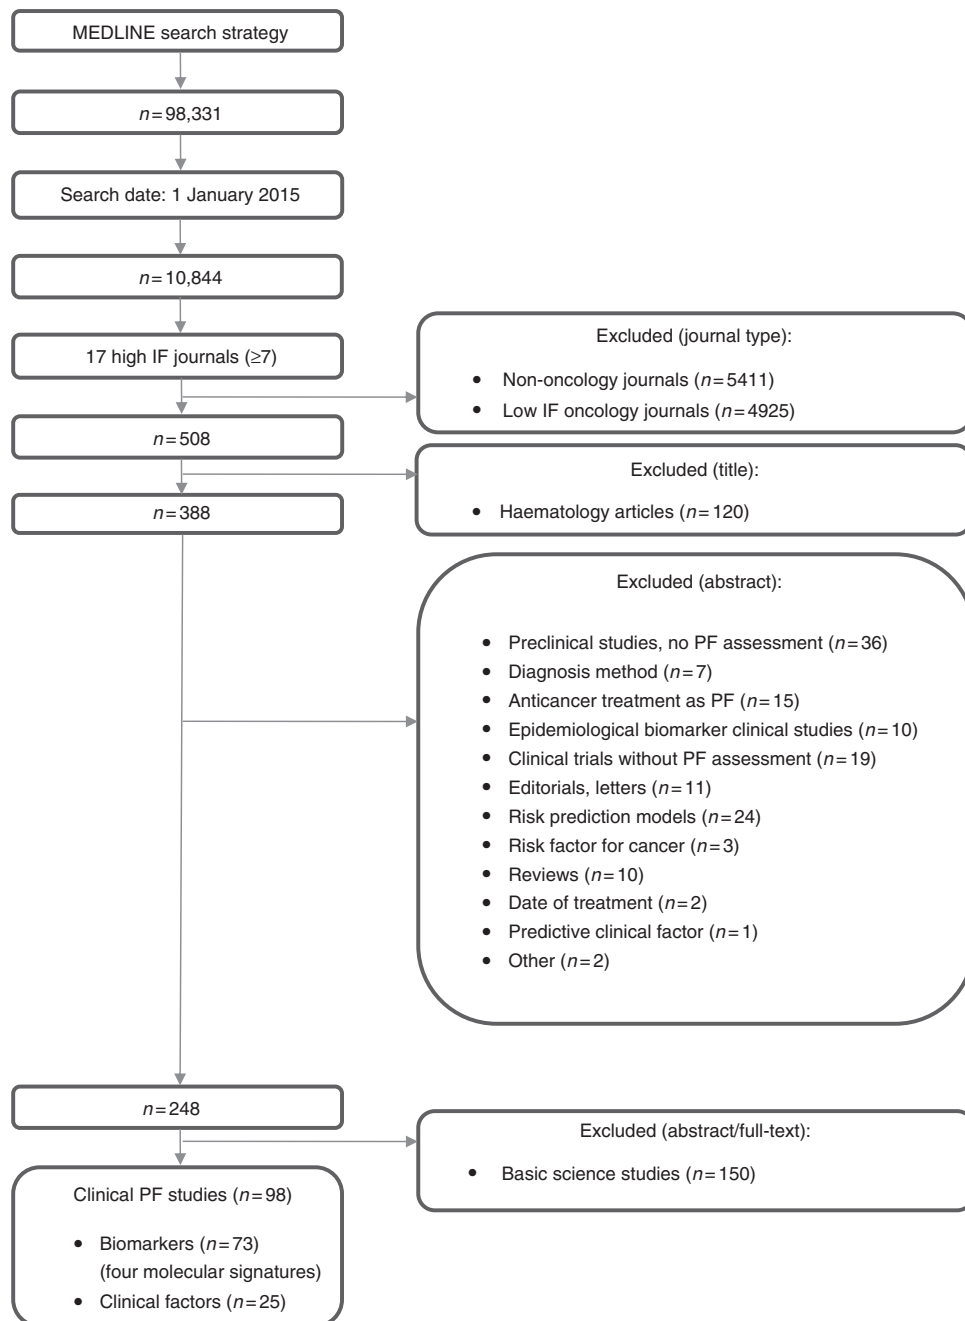 MEDLINE search strategy
n=98,331
Search date: 1 January 2015
n=10,844
17 high IF journals (≥7)
Excluded (journal type):
• Non-oncology journals (n=5411)
• Low IF oncology journals (n=4925)
n=508
Excluded (title):
• Haematology articles (n=120)
n=388
Excluded (abstract):
• Preclinical studies, no PF assessment (n=36)
• Diagnosis method (n=7)
• Anticancer treatment as PF (n=15)
• Epidemiological biomarker clinical studies (n=10)
• Clinical trials without PF assessment (n=19)
• Editorials, letters (n=11)
• Risk prediction models (n=24)
• Risk factor for cancer (n=3)
• Reviews (n=10)
• Date of treatment (n=2)
• Predictive clinical factor (n=1)
• Other (n=2)
n=248
Excluded (abstract/full-text):
• Basic science studies (n=150)
Clinical PF studies (n=98)
• Biomarkers (n=73)
(four molecular signatures)
• Clinical factors (n=25)